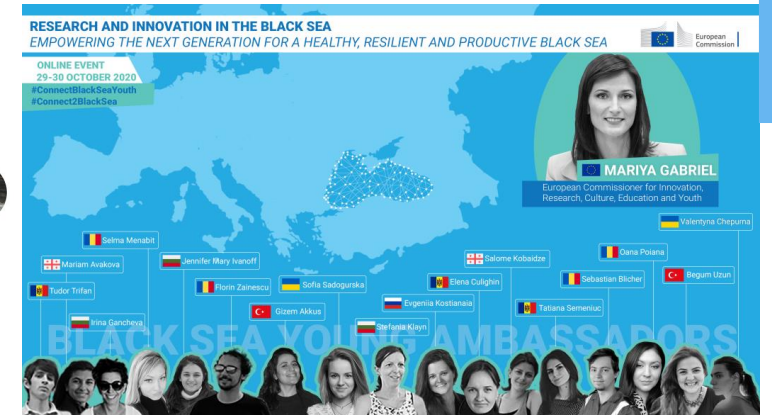 RESEARCH AND INNOVATION IN THE BLACK SEA
EMPOWERING THE NEXT GENERATION FOR A HEALTHY, RESILIENT AND PRODUCTIVE BLACK SEA
European
Commission
ONLINE EVENT
29-30 OCTOBER 2020
#ConnectBlackSeaYouth
#Connect2BlackSea
MARIYA GABRIEL
European Commissioner for Innovation,
Research, Culture, Education and Youth
Valentyna Chepurna
Selma Menabit
Oana Poiana
Mariam Avakova
Jennifer Mary Ivanoff
Salome Kobaidze
Tudor Trifan
Florin Zainescu
Sofia Sadogurska
Elena Culighin
Sebastian Blicher
Begum Uzun
Irina Gancheva
Gizem Akkus
Evgeniia Kostianaia
Tatiana Semeniuc
Stefania Klayn
BLACK SEA YOUNG AMBASSADORS